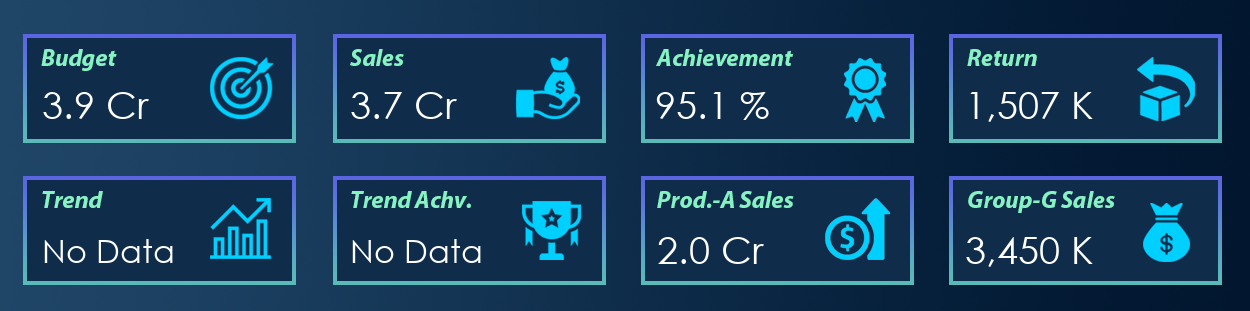 Budget
3.9 Cr
Sales
3.7 Cr
Achievement
95.1 %
Return
1,507 K
Trend
No Data
Trend Achv.
No Data
Prod.-A Sales
2.0 Cr
Group-G Sales
3,450 K